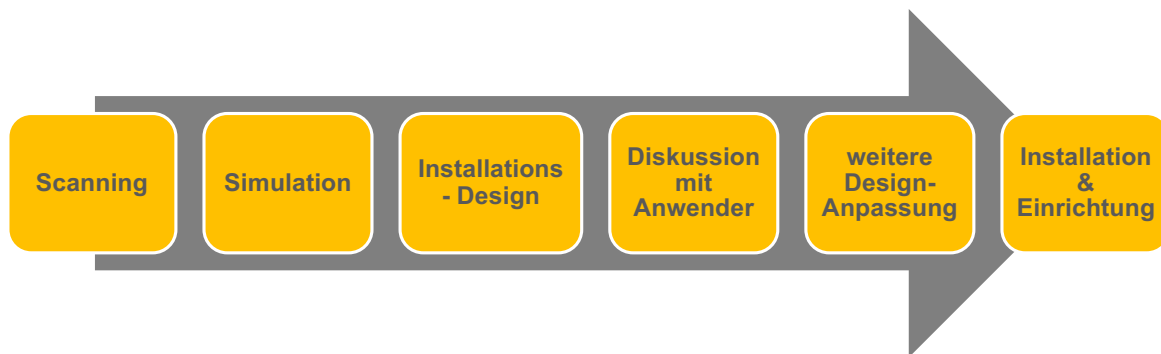 Scanning
Simulation
Installations
- Design
Diskussion
mit
Anwender
weitere
Design-
Anpassung
Installation
&
Einrichtung